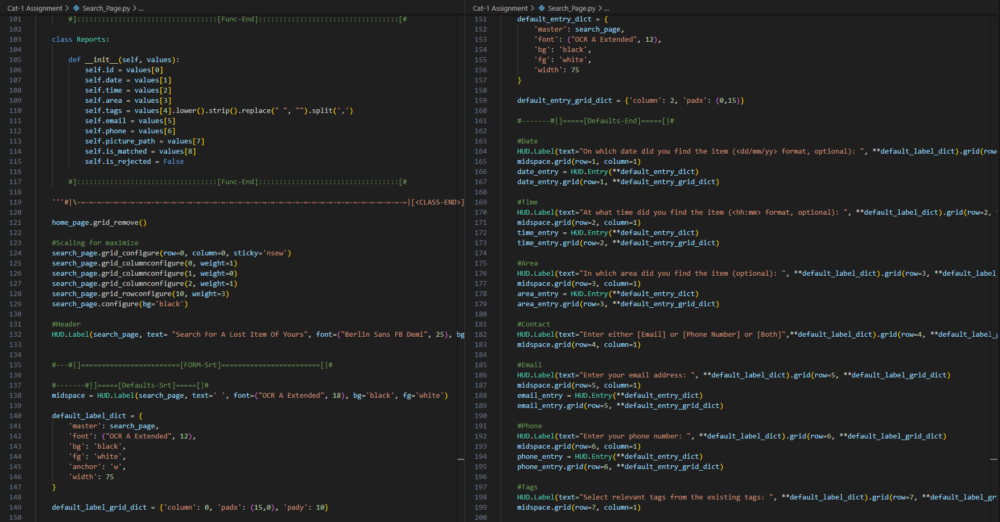 Cat-1 Assignment > Search_Page.py > ...
101 #]::::::::::::::::::::::::::::::::::[Func-End]::::::::::::::::::::::::::::::::::[#
102
103 class Reports:
104
105 def __init__(self, values):
106 self.id = values[0]
107 self.date = values[1]
108 self.time = values[2]
109 self.area = values[3]
110 self.tags = values[4].lower().strip().replace(" ", "").split(',')
111 self.email = values[5]
112 self.phone = values[6]
113 self.picture_path = values[7]
114 self.is_matched = values[8]
115 self.is_rejected = False
116
117 #]::::::::::::::::::::::::::::::::::[Func-End]::::::::::::::::::::::::::::::::::[#
118
119 '''#|\-~-~-~-~-~-~-~-~-~-~-~-~-~-~-~-~-~-~-~-~-~-~-~-~-~-~-~-~-~-~-~-~-~-~-~-~-~-~-~-~|[<CLASS-END>]
120
121 home_page.grid_remove()
122
123 #Scaling for maximize
124 search_page.grid_configure(row=0, column=0, sticky='nsew')
125 search_page.grid_columnconfigure(0, weight=1)
126 search_page.grid_columnconfigure(1, weight=0)
127 search_page.grid_columnconfigure(2, weight=1)
128 search_page.grid_rowconfigure(10, weight=3)
129 search_page.configure(bg='black')
130
131 #Header
132 HUD.Label(search_page, text= "Search For A Lost Item Of Yours", font=("Berlin Sans FB Demi", 25), bg
133
134
135 #---#|]========================[FORM-Srt]========================[|#
136
137 #-------#|]=====[Defaults-Srt]=====[|#
138 midspace = HUD.Label(search_page, text=' ', font=("OCR A Extended", 18), bg='black', fg='white')
139
140 default_label_dict = {
141 'master': search_page,
142 'font': ("OCR A Extended", 12),
143 'bg': 'black',
144 'fg': 'white',
145 'anchor': 'w',
146 'width': 75
147 }
148
149 default_label_grid_dict = {'column': 0, 'padx': (15,0), 'pady': 10}
150
Cat-1 Assignment > Search_Page.py > ...
151 default_entry_dict = {
152 'master': search_page,
153 'font': ("OCR A Extended", 12),
154 'bg': 'black',
155 'fg': 'white',
156 'width': 75
157 }
158
159 default_entry_grid_dict = {'column': 2, 'padx': (0,15)}
160
161 #-------#|]=====[Defaults-End]=====[|#
162
163 #Date
164 HUD.Label(text="On which date did you find the item (<dd/mm/yy> format, optional): ", **default_label_dict).grid(row=
165 midspace.grid(row=1, column=1)
166 date_entry = HUD.Entry(**default_entry_dict)
167 date_entry.grid(row=1, **default_entry_grid_dict)
168
169 #Time
170 HUD.Label(text="At what time did you find the item (<hh:mm> format, optional): ", **default_label_dict).grid(row=2, *
171 midspace.grid(row=2, column=1)
172 time_entry = HUD.Entry(**default_entry_dict)
173 time_entry.grid(row=2, **default_entry_grid_dict)
174
175 #Area
176 HUD.Label(text="In which area did you find the item (optional): ", **default_label_dict).grid(row=3, **default_label_
177 midspace.grid(row=3, column=1)
178 area_entry = HUD.Entry(**default_entry_dict)
179 area_entry.grid(row=3, **default_entry_grid_dict)
180
181 #Contact
182 HUD.Label(text="Enter either [Email] or [Phone Number] or [Both]",**default_label_dict).grid(row=4, **default_label_g
183 midspace.grid(row=4, column=1)
184
185 #Email
186 HUD.Label(text="Enter your email address: ", **default_label_dict).grid(row=5, **default_label_grid_dict)
187 midspace.grid(row=5, column=1)
188 email_entry = HUD.Entry(**default_entry_dict)
189 email_entry.grid(row=5, **default_entry_grid_dict)
190
191 #Phone
192 HUD.Label(text="Enter your phone number: ", **default_label_dict).grid(row=6, **default_label_grid_dict)
193 midspace.grid(row=6, column=1)
194 phone_entry = HUD.Entry(**default_entry_dict)
195 phone_entry.grid(row=6, **default_entry_grid_dict)
196
197 #Tags
198 HUD.Label(text="Select relevant tags from the existing tags: ", **default_label_dict).grid(row=7, **default_label_gr
199 midspace.grid(row=7, column=1)
200